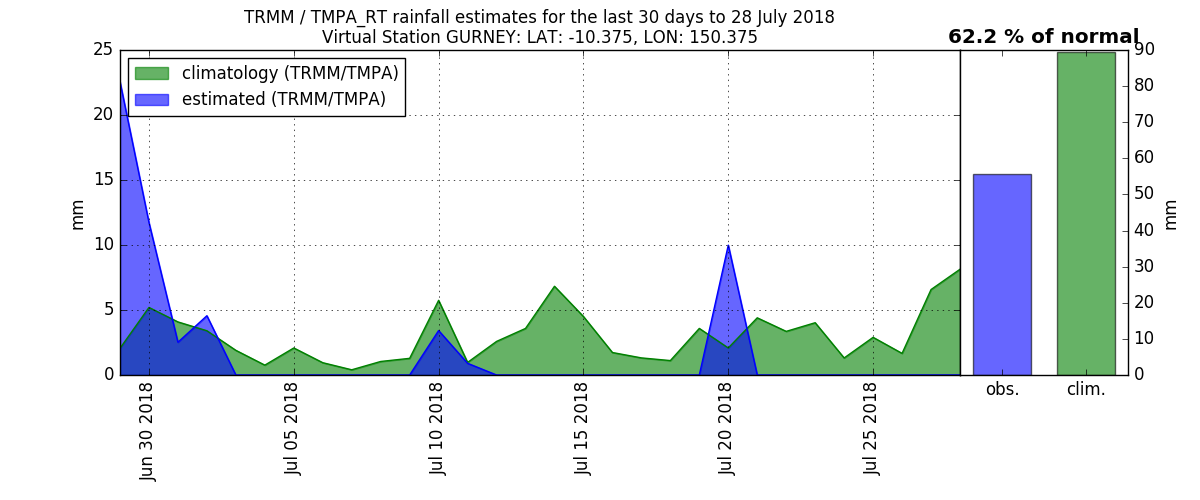 TRMM / TMPA_RT rainfall estimates for the last 30 days to 28 July 2018
Virtual Station GURNEY: LAT: -10.375, LON: 150.375
62.2 % of normal
climatology (TRMM/TMPA)
estimated (TRMM/TMPA)
25
20
15
10
5
0
mm
Jun 30 2018
Jul 05 2018
Jul 10 2018
Jul 15 2018
Jul 20 2018
Jul 25 2018
obs.
clim.
90
80
70
60
50
40
30
20
10
0
mm